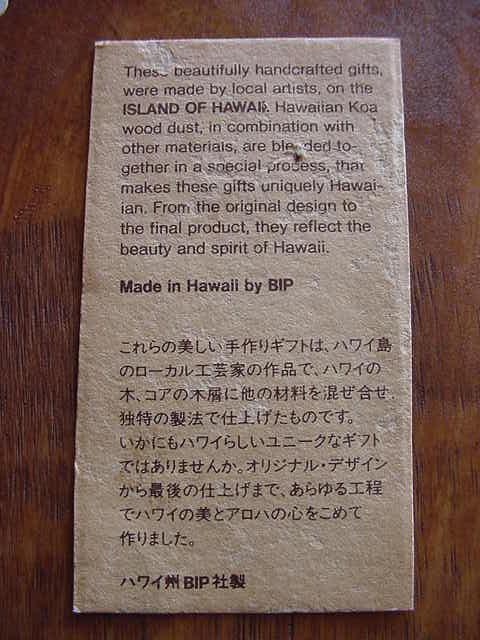 These beautifully handcrafted gifts,
were made by local artists, on the
ISLAND OF HAWAII. Hawaiian Koa
wood dust, in combination with
other materials, are blended to-
gether in a special process, that
makes these gifts uniquely Hawai-
ian. From the original design to
the final product, they reflect the
beauty and spirit of Hawaii.
Made in Hawaii by BIP
これらの美しい手作りギフトは、ハワイ島
のローカル工芸家の作品で、ハワイの
木、コアの木屑に他の材料を混ぜ合せ
独特の製法で仕上げたものです。
いかにもハワイらしいユニークなギフト
ではありませんか。オリジナル・デザイン
から最後の仕上げまで、あらゆる工程
でハワイの美とアロハの心をこめて
作りました。
ハワイ州 BIP 社製